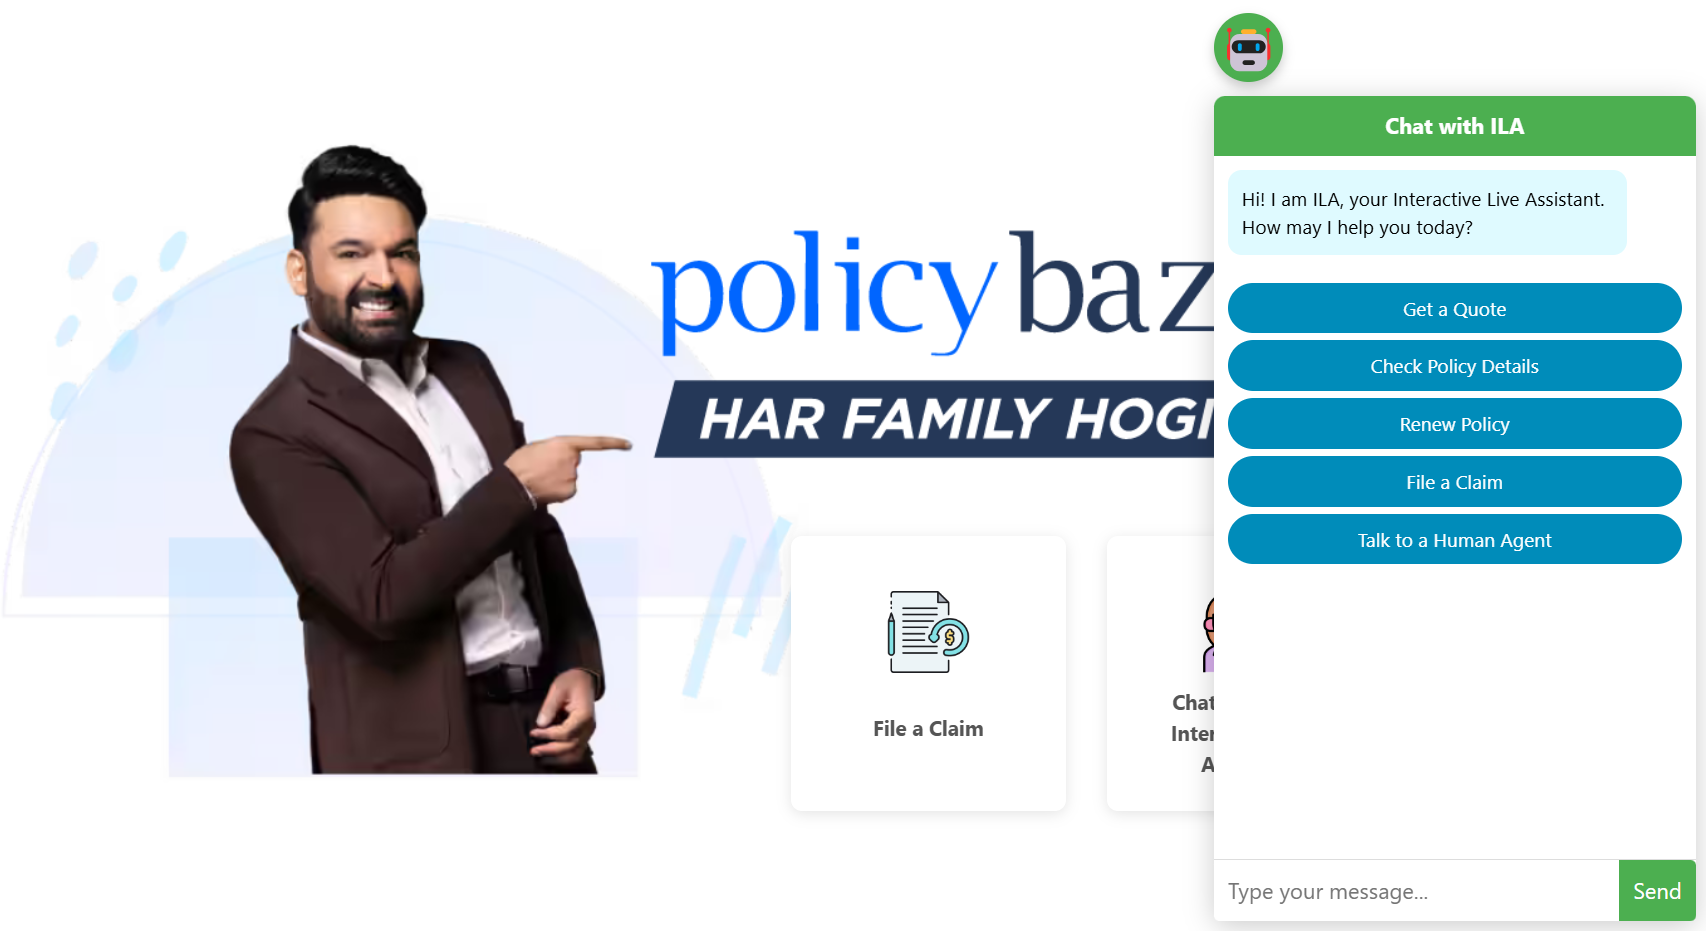 policy baz
HAR FAMILY HOGI
File a Claim
Chat
Inter
A
Chat with ILA
Hi! I am ILA, your Interactive Live Assistant.
How may I help you today?
Get a Quote
Check Policy Details
Renew Policy
File a Claim
Talk to a Human Agent
Type your message...
Send